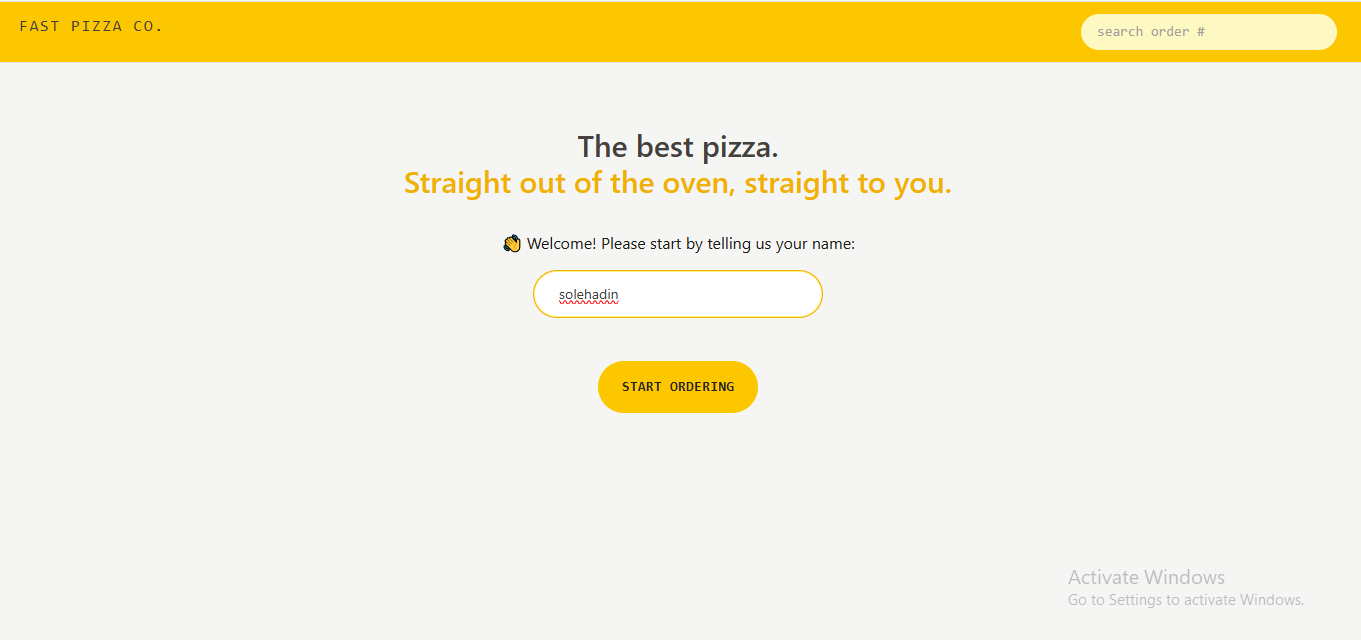 FAST PIZZA CO.
search order #
The best pizza.
Straight out of the oven, straight to you.
👋 Welcome! Please start by telling us your name:
solehadin
START ORDERING
Activate Windows
Go to Settings to activate Windows.